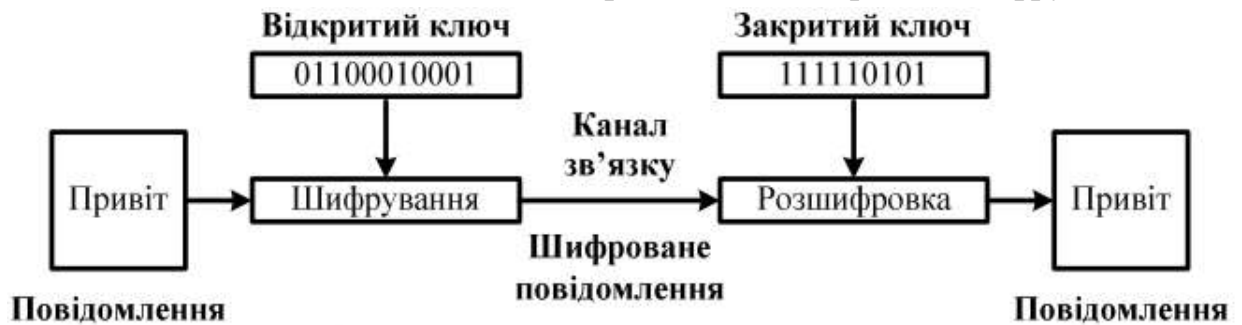 Відкритий ключ
01100010001
Закритий ключ
111110101
Канал
зв’язку
Привіт
Шифрування
Розшифровка
Привіт
Шифроване
повідомлення
Повідомлення
Повідомлення